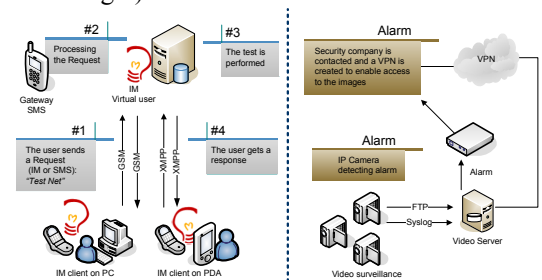 #2
Processing
the Request
Gateway
SMS
IM
Virtual user
#3
The test is
performed
#1
The user sends
a Request
(IM or SMS):
"Test Net"
GSM
GSM
XMPP
XMPP
#4
The user gets a
response
IM client on PC
IM client on PDA
Alarm
Security company
is contacted and a VPN is
created to enable access
to the images
VPN
Alarm
IP Camera
detecting alarm
Alarm
FTP
Syslog
Video Server
Video surveillance